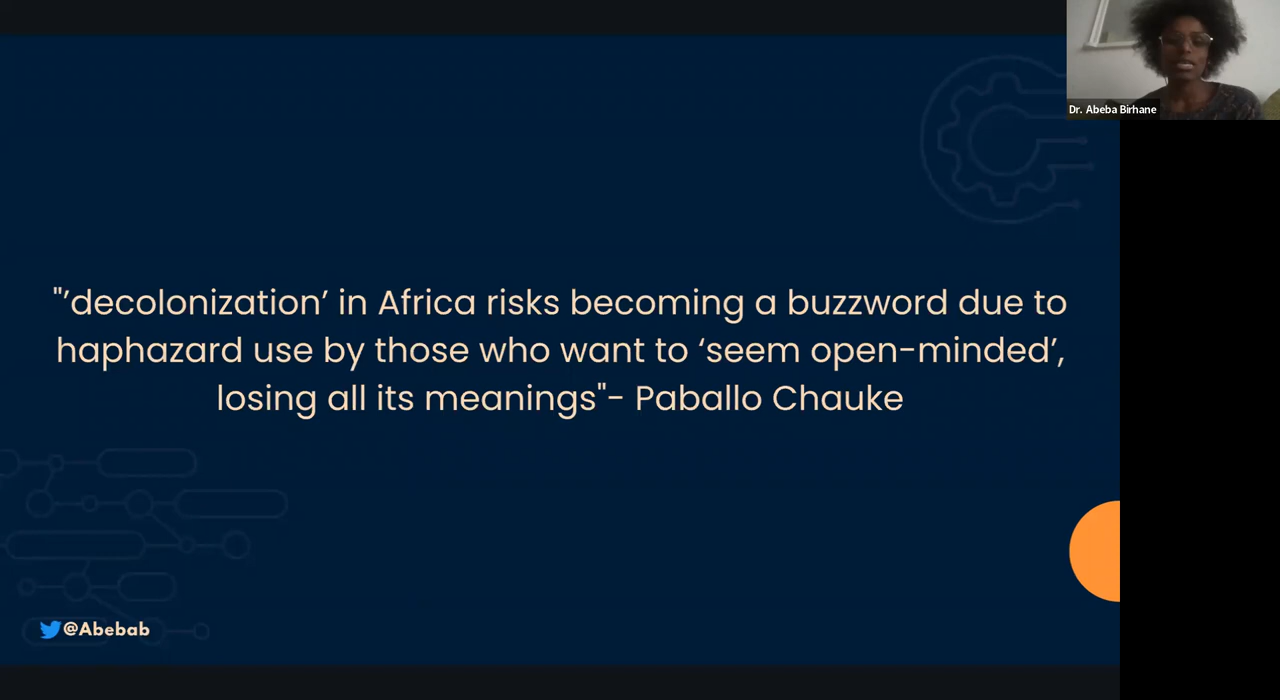 Dr. Abeba Birhane
"’decolonization’ in Africa risks becoming a buzzword due to
haphazard use by those who want to ‘seem open-minded’,
losing all its meanings"- Paballo Chauke
@Abebab